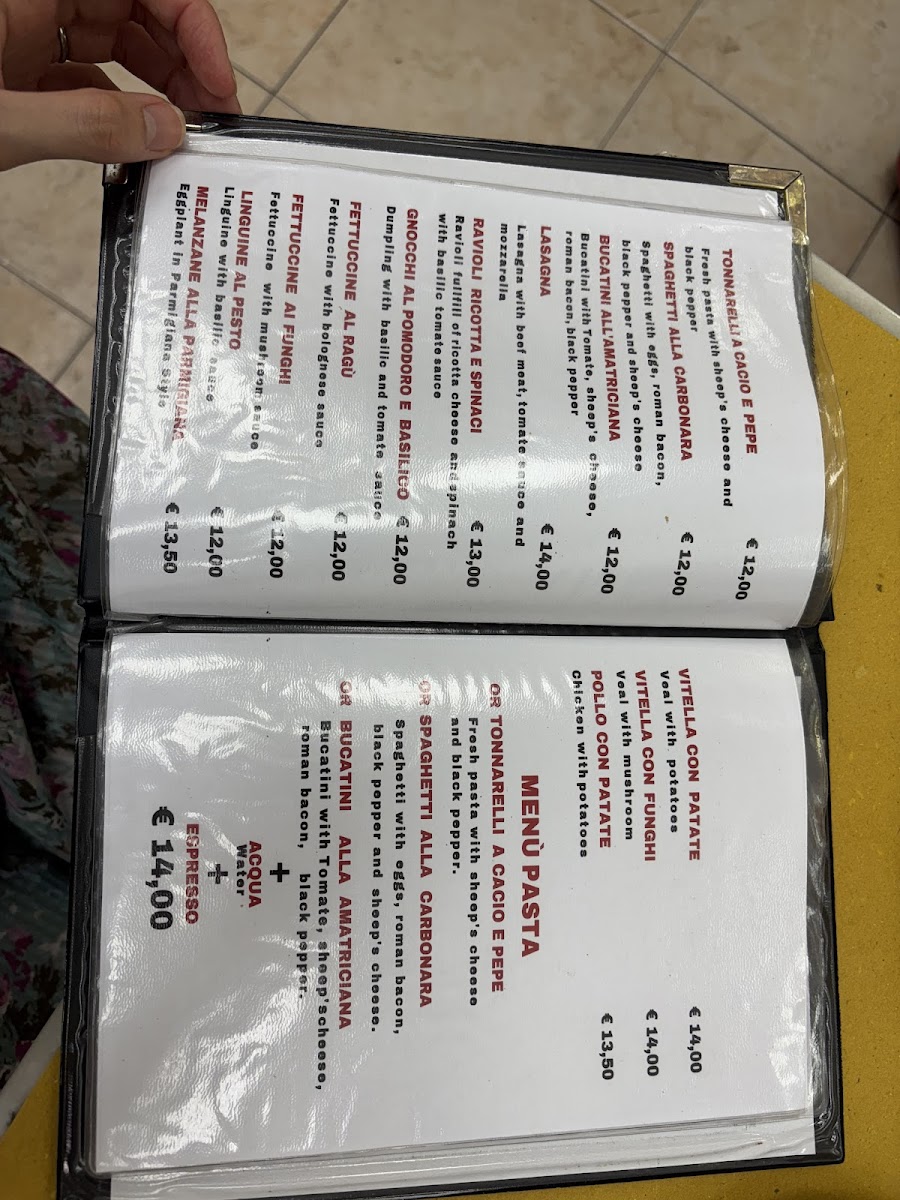 TONNARELLI A CACIO E PEPE
Fresh pasta with sheep's cheese and
black pepper
€ 12,00
SPAGHETTI ALLA CARBONARA
spaghetti with eggs, roman bacon,
black pepper and sheep's cheese
€ 12,00
BUCATINI ALL'AMATRICIANA
Bucatini with Tomate, sheep's cheese,
roman bacon, black pepper
€ 12,00
LASAGNA
Lasagna with beef meat, tomate sauce and
mozzarella
€ 14,00
RAVIOLI RICOTTA E SPINACI
Ravioli fullfill of ricotta cheese and spinach
with basilic tomate sauce
€ 13,00
GNOCCHI AL POMODORO E BASILICO € 12,00
Dumpling with basilic and tomate sauce
FETTUCCINE AL RAGÙ
Fettuccine with bolognese sauce
€ 12,00
FETTUCCINE AI FUNGHI
Fettuccine with mushroom sauce
€ 12,00
LINGUINE AL PESTO
Linguine with basilic sauce
€ 12,00
MELANZANE ALLA PARMIGIANA
Eggplant in Parmigiana Style
€ 13,50
VITELLA CON PATATE
Veal with potatoes
€ 14,00
VITELLA CON FUNGHI
Veal with mushroom
€ 14,00
POLLO CON PATATE
Chicken with potatoes
€ 13,50
MENÙ PASTA
OR TONNARELLI A CACIO E PEPE
Fresh pasta with sheep's cheese
and black pepper.
OR SPAGHETTI ALLA CARBONARA
Spaghetti with eggs, roman bacon,
black pepper and sheep's cheese.
OR BUCATINI ALLA AMATRICIANA
Bucatini with Tomate, sheep's cheese,
roman bacon, black pepper.
+
ACQUA
Water
+
ESPRESSO
€ 14,00